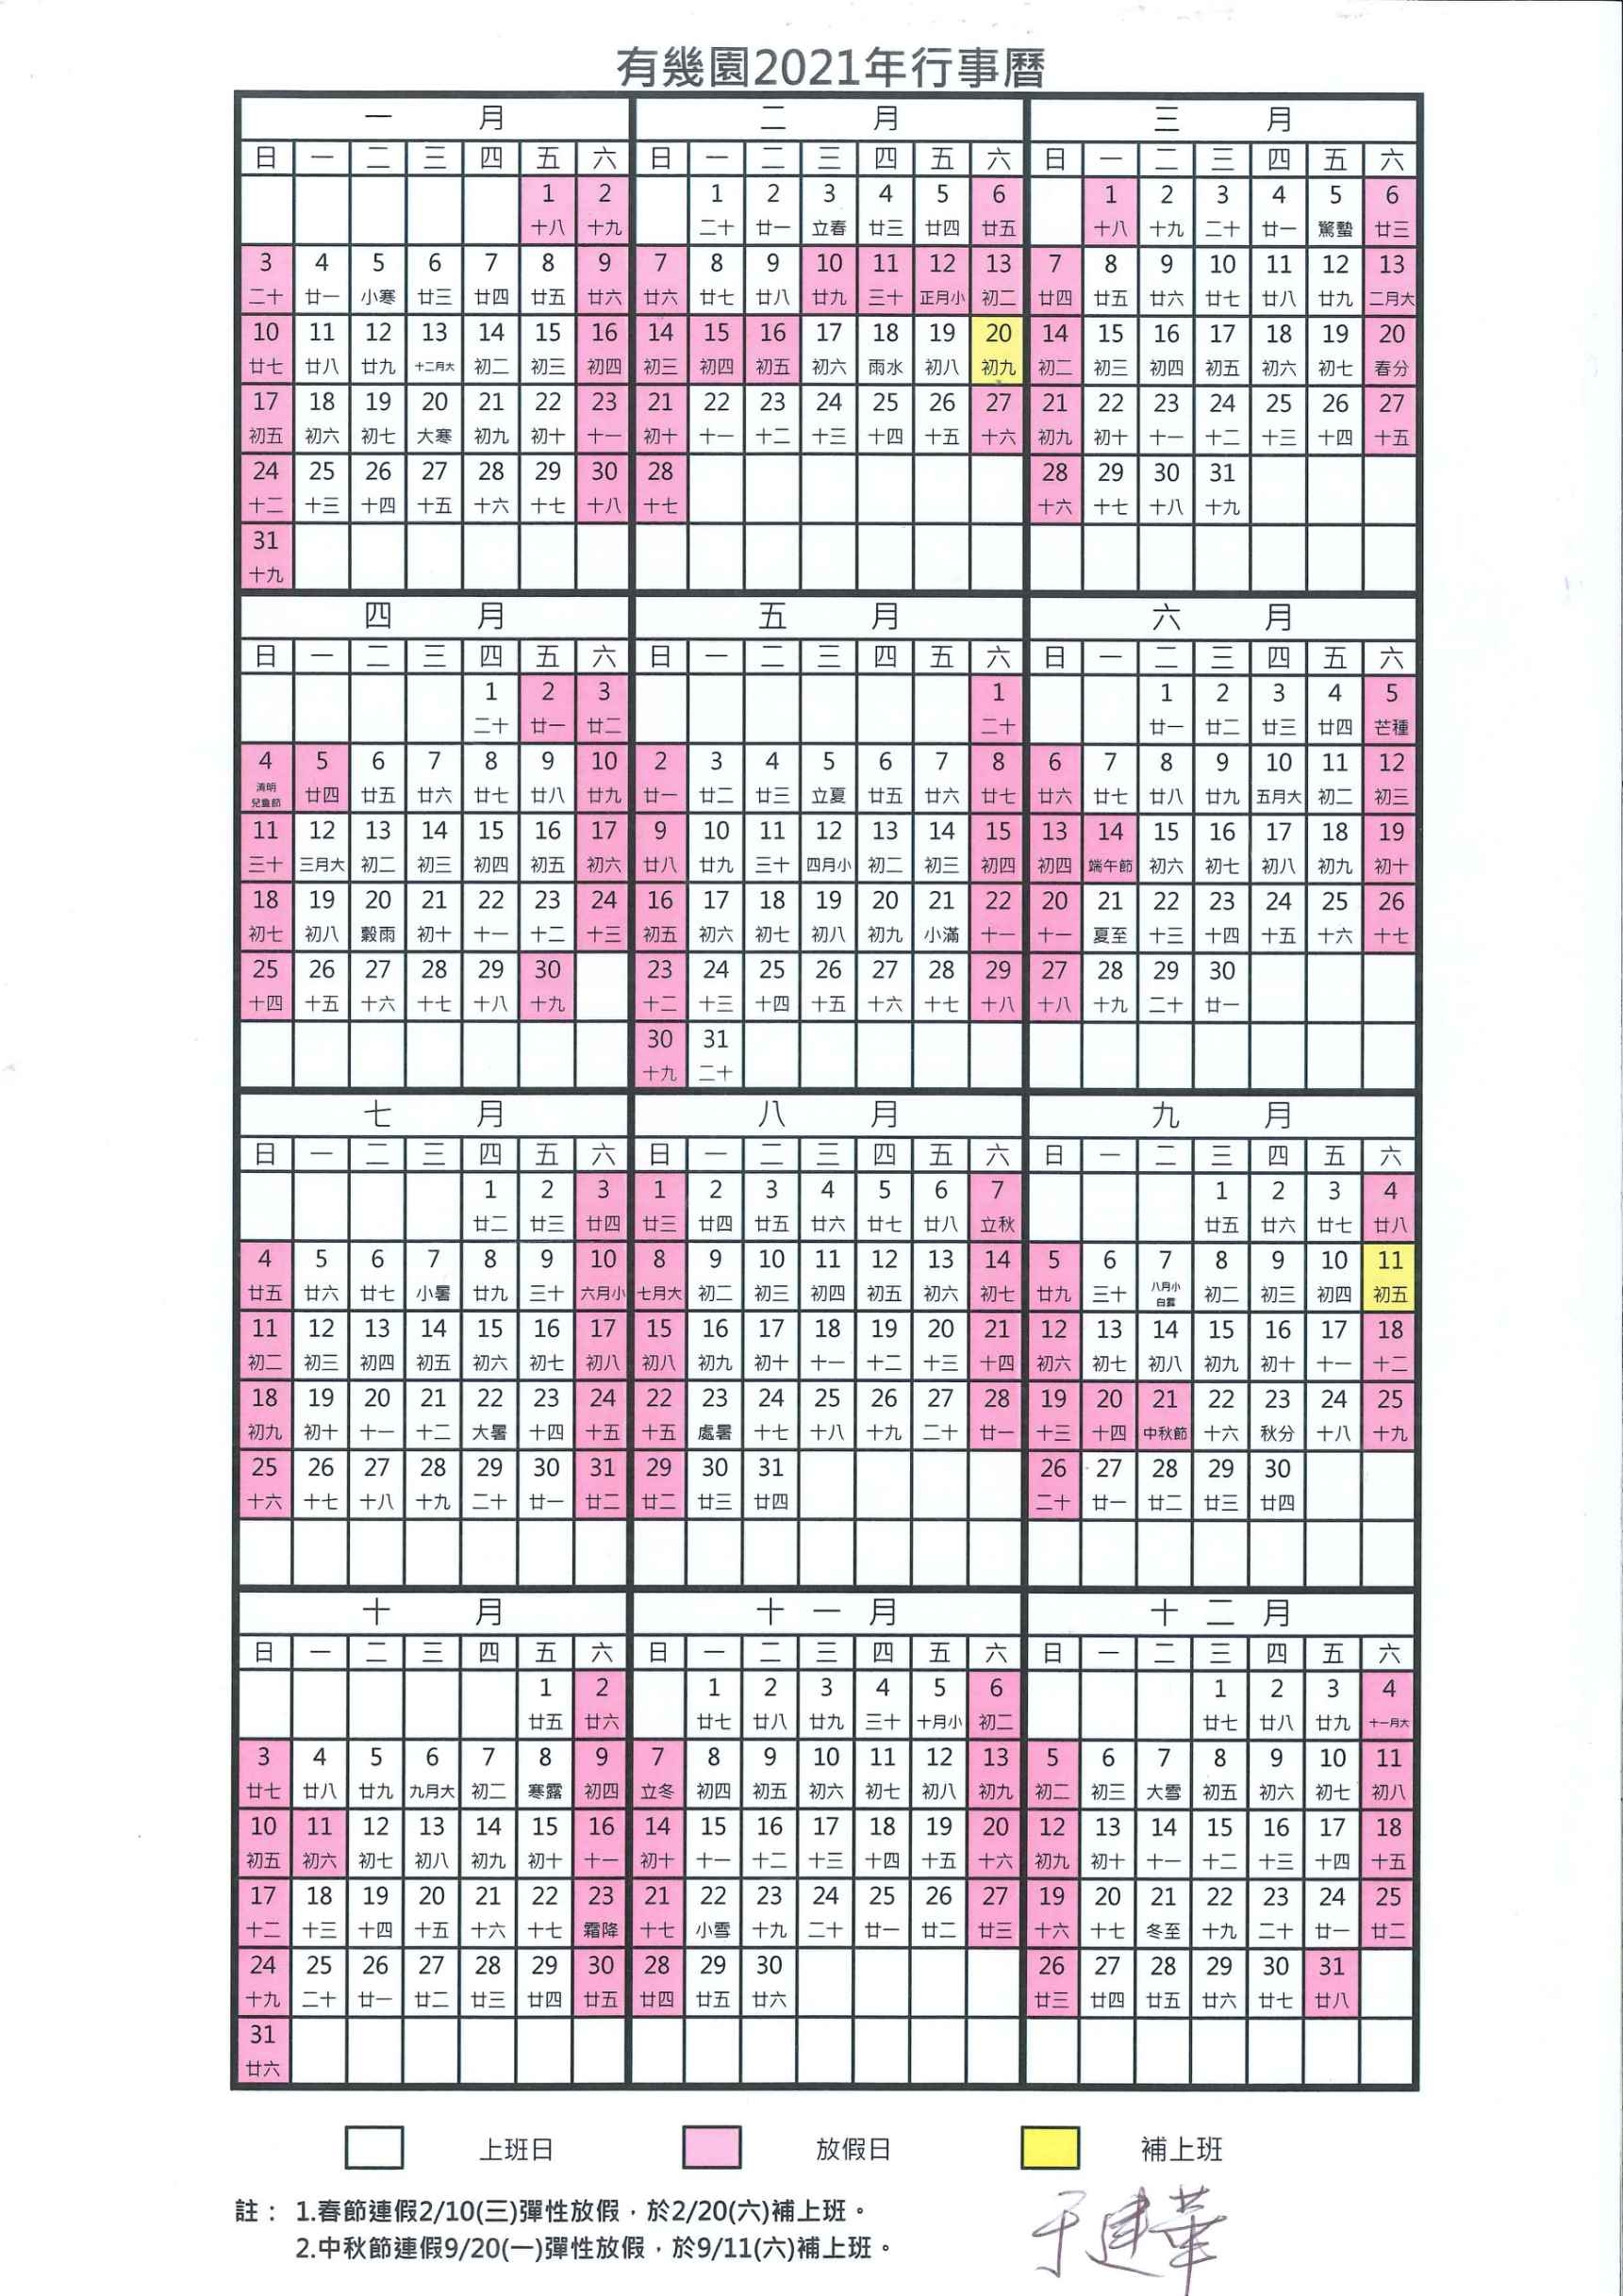 有幾園2021年行事曆
一 月
日 一 二 三 四 五 六
1 2
十八 十九
3 4 5 6 7 8 9
二十 廿一 小寒 廿三 廿四 廿五 廿六
10 11 12 13 14 15 16
廿七 廿八 廿九 十二月大 初二 初三 初四
17 18 19 20 21 22 23
初五 初六 初七 大寒 初九 初十 十一
24 25 26 27 28 29 30
十二 十三 十四 十五 十六 十七 十八
31
十九
二 月
日 一 二 三 四 五 六
1 2 3 4 5 6
二十 廿一 立春 廿三 廿四 廿五
7 8 9 10 11 12 13
廿六 廿七 廿八 廿九 三十 正月小 初二
14 15 16 17 18 19 20
初三 初四 初五 初六 雨水 初八 初九
21 22 23 24 25 26 27
初十 十一 十二 十三 十四 十五 十六
28
十七
三 月
日 一 二 三 四 五 六
1 2 3 4 5 6
十八 十九 二十 廿一 驚蟄 廿三
7 8 9 10 11 12 13
廿四 廿五 廿六 廿七 廿八 廿九 二月大
14 15 16 17 18 19 20
初二 初三 初四 初五 初六 初七 春分
21 22 23 24 25 26 27
初九 初十 十一 十二 十三 十四 十五
28 29 30 31
十六 十七 十八 十九
四 月
日 一 二 三 四 五 六
1 2 3
二十 廿一 廿二
4 5 6 7 8 9 10
清明
兒童節 廿四 廿五 廿六 廿七 廿八 廿九
11 12 13 14 15 16 17
三十 三月大 初二 初三 初四 初五 初六
18 19 20 21 22 23 24
初七 初八 穀雨 初十 十一 十二 十三
25 26 27 28 29 30
十四 十五 十六 十七 十八 十九
五 月
日 一 二 三 四 五 六
1
二十
2 3 4 5 6 7 8
廿一 廿二 廿三 立夏 廿五 廿六 廿七
9 10 11 12 13 14 15
廿八 廿九 三十 四月小 初二 初三 初四
16 17 18 19 20 21 22
初五 初六 初七 初八 初九 小滿 十一
23 24 25 26 27 28 29
十二 十三 十四 十五 十六 十七 十八
30 31
十九 二十
六 月
日 一 二 三 四 五 六
1 2 3 4 5
廿一 廿二 廿三 廿四 芒種
6 7 8 9 10 11 12
廿六 廿七 廿八 廿九 五月大 初二 初三
13 14 15 16 17 18 19
初四 端午節 初六 初七 初八 初九 初十
20 21 22 23 24 25 26
十一 夏至 十三 十四 十五 十六 十七
27 28 29 30
十八 十九 二十 廿一
七 月
日 一 二 三 四 五 六
1 2 3
廿二 廿三 廿四
4 5 6 7 8 9 10
廿五 廿六 廿七 小暑 廿九 三十 六月小
11 12 13 14 15 16 17
初二 初三 初四 初五 初六 初七 初八
18 19 20 21 22 23 24
初九 初十 十一 十二 大暑 十四 十五
25 26 27 28 29 30 31
十六 十七 十八 十九 二十 廿一 廿二
八 月
日 一 二 三 四 五 六
1 2 3 4 5 6 7
廿三 廿四 廿五 廿六 廿七 廿八 立秋
8 9 10 11 12 13 14
七月大 初二 初三 初四 初五 初六 初七
15 16 17 18 19 20 21
初八 初九 初十 十一 十二 十三 十四
22 23 24 25 26 27 28
十五 處暑 十七 十八 十九 二十 廿一
29 30 31
廿二 廿三 廿四
九 月
日 一 二 三 四 五 六
1 2 3 4
廿五 廿六 廿七 廿八
5 6 7 8 9 10 11
廿九 三十 八月小
白露 初二 初三 初四 初五
12 13 14 15 16 17 18
初六 初七 初八 初九 初十 十一 十二
19 20 21 22 23 24 25
十三 十四 中秋節 十六 秋分 十八 十九
26 27 28 29 30
二十 廿一 廿二 廿三 廿四
十 月
日 一 二 三 四 五 六
1 2
廿五 廿六
3 4 5 6 7 8 9
廿七 廿八 廿九 九月大 初二 寒露 初四
10 11 12 13 14 15 16
初五 初六 初七 初八 初九 初十 十一
17 18 19 20 21 22 23
十二 十三 十四 十五 十六 十七 霜降
24 25 26 27 28 29 30
十九 二十 廿一 廿二 廿三 廿四 廿五
31
廿六
十 一 月
日 一 二 三 四 五 六
1 2 3 4 5 6
廿七 廿八 廿九 三十 十月小 初二
7 8 9 10 11 12 13
立冬 初四 初五 初六 初七 初八 初九
14 15 16 17 18 19 20
初十 十一 十二 十三 十四 十五 十六
21 22 23 24 25 26 27
十七 小雪 十九 二十 廿一 廿二 廿三
28 29 30
廿四 廿五 廿六
十 二 月
日 一 二 三 四 五 六
1 2 3 4
廿七 廿八 廿九 十一月大
5 6 7 8 9 10 11
初二 初三 大雪 初五 初六 初七 初八
12 13 14 15 16 17 18
初九 初十 十一 十二 十三 十四 十五
19 20 21 22 23 24 25
十六 十七 冬至 十九 二十 廿一 廿二
26 27 28 29 30 31
廿三 廿四 廿五 廿六 廿七 廿八
上班日 放假日 補上班
註： 1.春節連假2/10(三)彈性放假，於2/20(六)補上班。
2.中秋節連假9/20(一)彈性放假，於9/11(六)補上班。
于建華